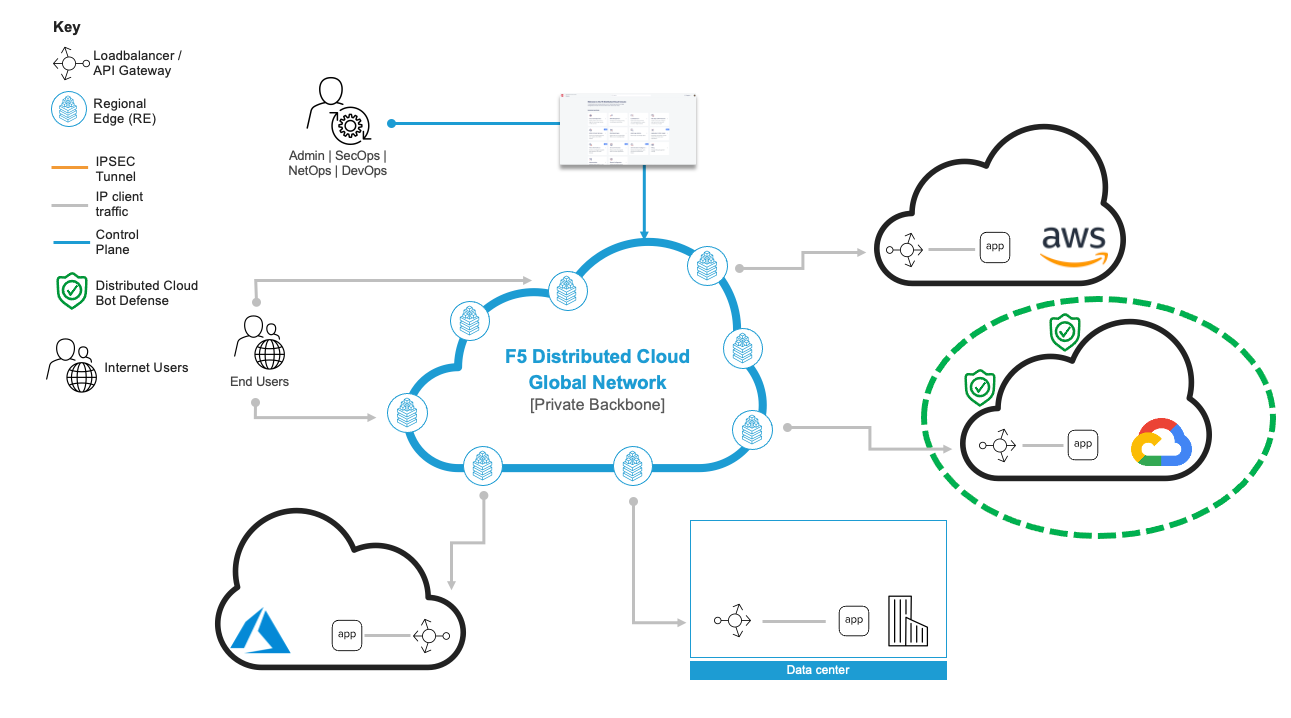 Key
Loadbalancer /
API Gateway
Regional
Edge (RE)
IPSEC
Tunnel
IP client
traffic
Control
Plane
Distributed Cloud
Bot Defense
Internet Users
Admin | SecOps |
NetOps | DevOps
End Users
F5 Distributed Cloud
Global Network
[Private Backbone]
app
aws
app
app
app
Data center